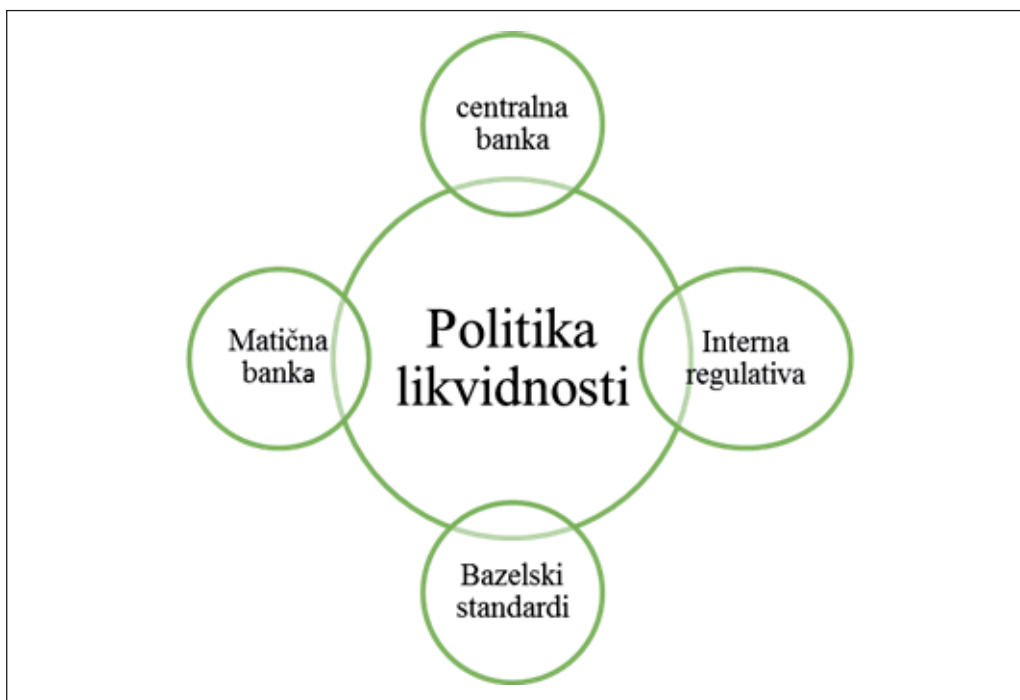 centralna
banka
Matična
banka
Politika
likvidnosti
Interna
regulativa
Bazelski
standardi